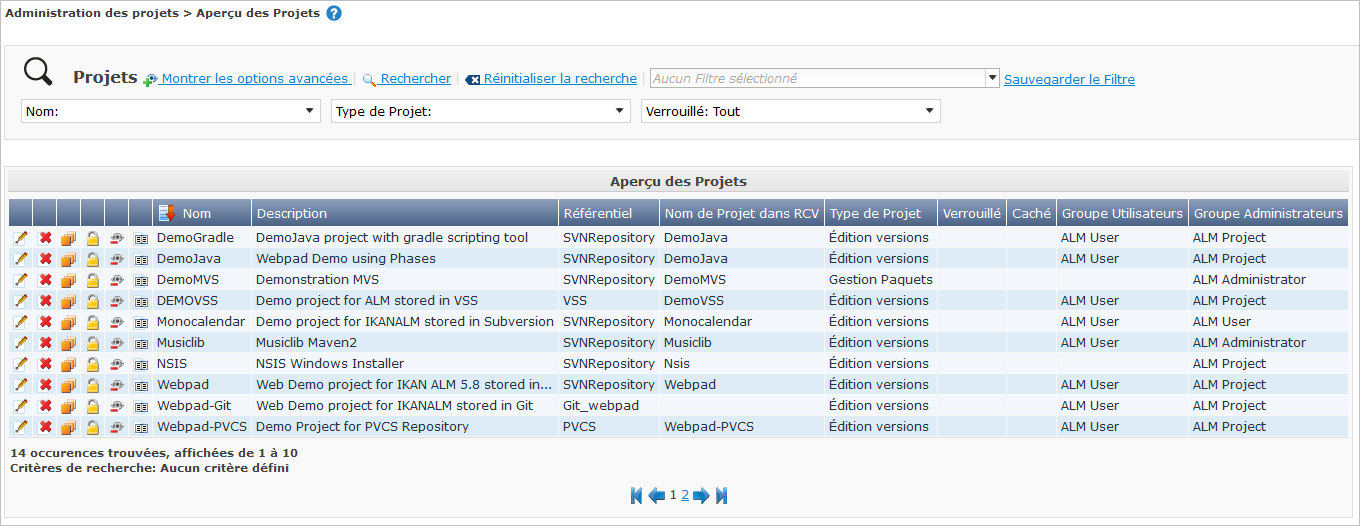 Administration des projets > Aperçu des Projets
Projets Montrer les options avancées | Rechercher | Réinitialiser la recherche | Aucun Filtre sélectionné Sauvegarder le Filtre
Nom: Type de Projet: Verrouillé: Tout
Aperçu des Projets
Nom Description Référentiel Nom de Projet dans RCV Type de Projet Verrouillé Caché Groupe Utilisateurs Groupe Administrateurs
DemoGradle DemoJava project with gradle scripting tool SVNRepository DemoJava Édition versions ALM User ALM Project
DemoJava Webpad Demo using Phases SVNRepository DemoJava Édition versions ALM User ALM Project
DemoMVS Demonstration MVS SVNRepository DemoMVS Gestion Paquets ALM Administrator
DEMOVSS Demo project for ALM stored in VSS VSS DemoVSS Édition versions ALM User ALM Project
Monocalendar Demo project for IKANALM stored in Subversion SVNRepository Monocalendar Édition versions ALM User ALM User
Musiclib Musiclib Maven2 SVNRepository Musiclib Édition versions ALM User ALM Administrator
NSIS NSIS Windows Installer SVNRepository Nsis Édition versions ALM Project
Webpad Web Demo project for IKAN ALM 5.8 stored in... SVNRepository Webpad Édition versions ALM User ALM Project
Webpad-Git Web Demo project for IKANALM stored in Git Git_webpad Édition versions ALM User ALM Project
Webpad-PVCS Demo Project for PVCS Repository PVCS Webpad-PVCS Édition versions ALM User ALM Project
14 occurences trouvées, affichées de 1 à 10
Critères de recherche: Aucun critère défini
1 2